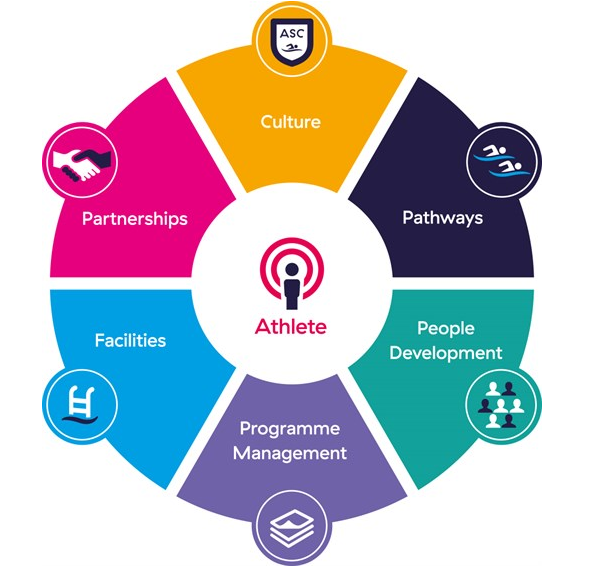 ASC
Culture
Partnerships
Pathways
Athlete
Facilities
People
Development
Programme
Management